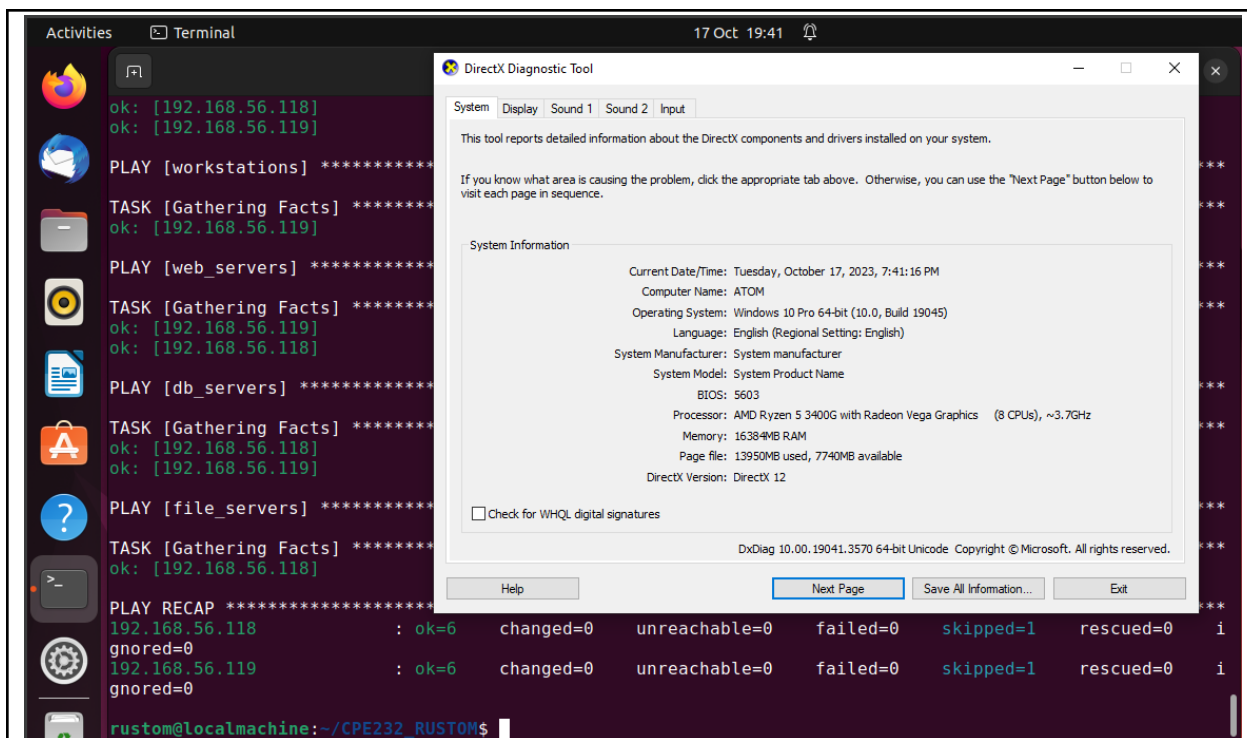 Activities
Terminal
17 Oct 19:41
ok: [192.168.56.118]
ok: [192.168.56.119]
PLAY [workstations] ***********
TASK [Gathering Facts] ********
ok: [192.168.56.119]
PLAY [web_servers] ************
TASK [Gathering Facts] ********
ok: [192.168.56.119]
ok: [192.168.56.118]
PLAY [db_servers] *************
TASK [Gathering Facts] ********
ok: [192.168.56.118]
ok: [192.168.56.119]
PLAY [file_servers] ***********
TASK [Gathering Facts] ********
ok: [192.168.56.118]
PLAY RECAP ********************
192.168.56.118 : ok=6 changed=0 unreachable=0 failed=0 skipped=1 rescued=0 i
gnored=0
192.168.56.119 : ok=6 changed=0 unreachable=0 failed=0 skipped=1 rescued=0 i
gnored=0
rustom@localmachine:~/CPE232_RUSTOM$
DirectX Diagnostic Tool
System Display Sound 1 Sound 2 Input
This tool reports detailed information about the DirectX components and drivers installed on your system.
If you know what area is causing the problem, click the appropriate tab above. Otherwise, you can use the "Next Page" button below to
visit each page in sequence.
System Information
Current Date/Time: Tuesday, October 17, 2023, 7:41:16 PM
Computer Name: ATOM
Operating System: Windows 10 Pro 64-bit (10.0, Build 19045)
Language: English (Regional Setting: English)
System Manufacturer: System manufacturer
System Model: System Product Name
BIOS: 5603
Processor: AMD Ryzen 5 3400G with Radeon Vega Graphics (8 CPUs), ~3.7GHz
Memory: 16384MB RAM
Page file: 13950MB used, 7740MB available
DirectX Version: DirectX 12
Check for WHQL digital signatures
DxDiag 10.00.19041.3570 64-bit Unicode Copyright © Microsoft. All rights reserved.
Help
Next Page
Save All Information...
Exit